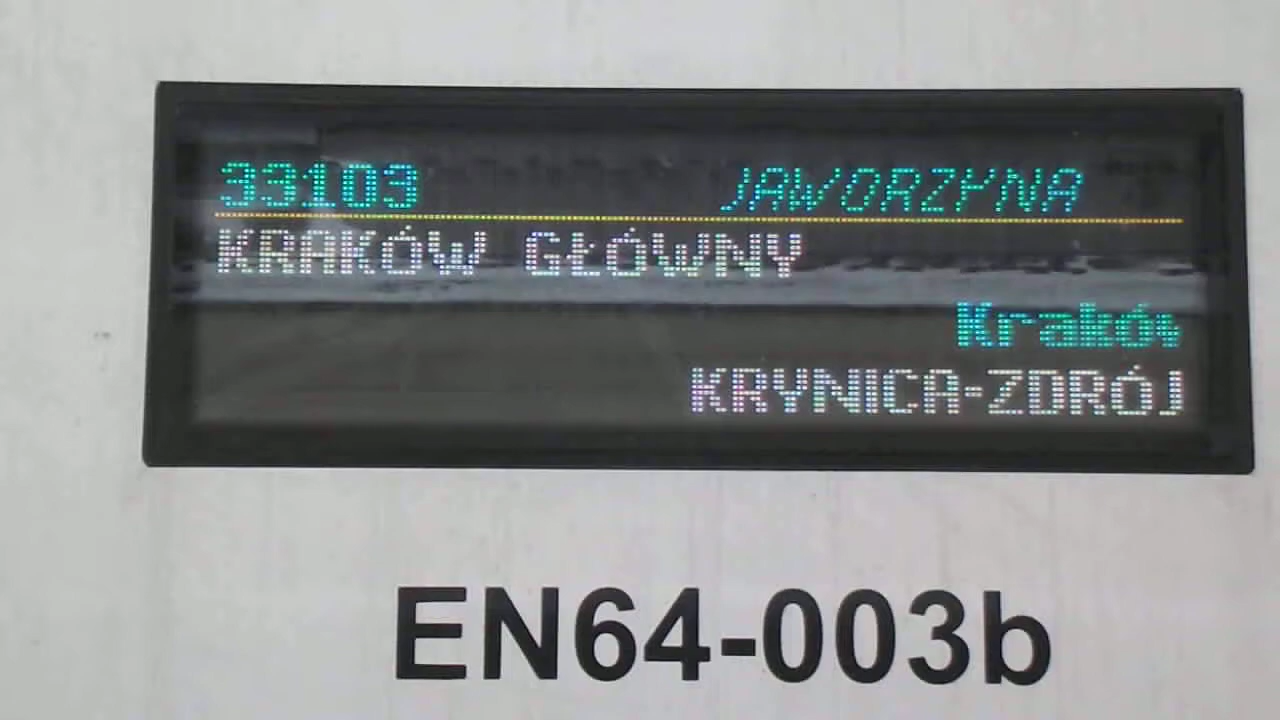 33103 JAWORZYNA
KRAKÓW GŁÓWNY
Kraków
KRYNICA-ZDRÓJ
EN64-003b